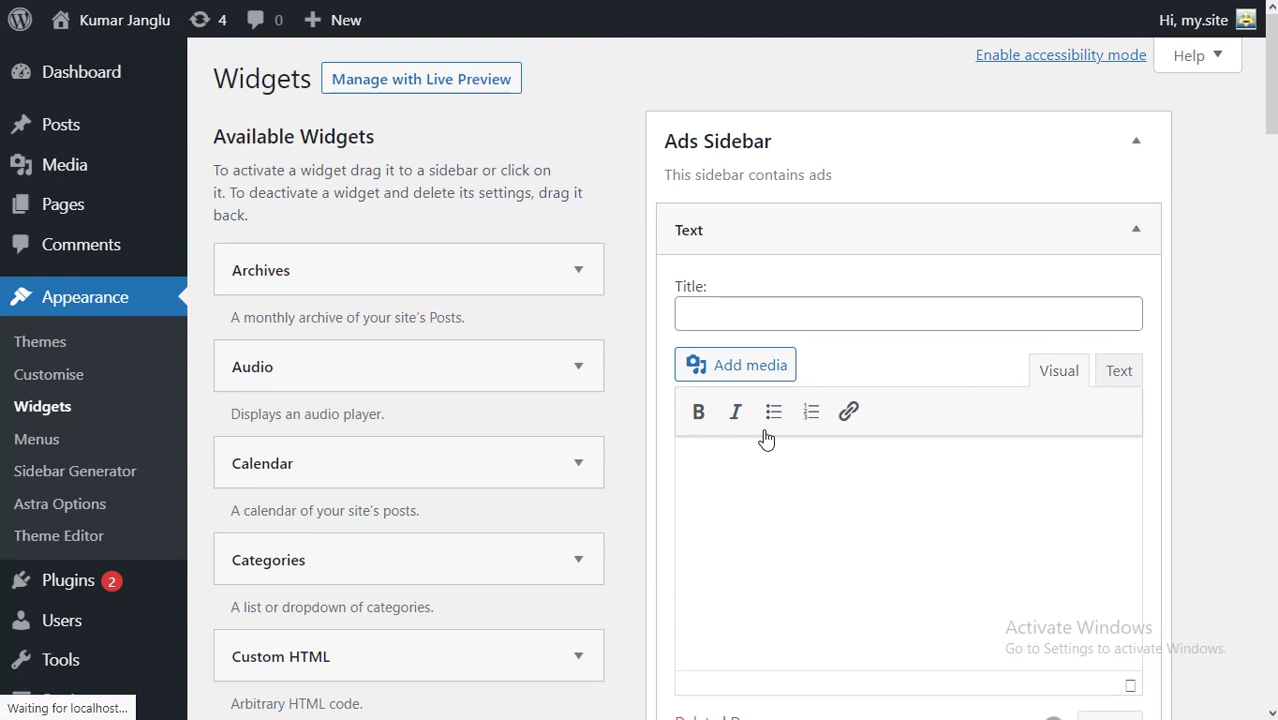 Kumar Janglu
4
0
New
Hi, my.site
Dashboard
Posts
Media
Pages
Comments
Appearance
Themes
Customise
Widgets
Menus
Sidebar Generator
Astra Options
Theme Editor
Plugins 2
Users
Tools
Waiting for localhost...
Enable accessibility mode
Help
Widgets
Manage with Live Preview
Available Widgets
To activate a widget drag it to a sidebar or click on
it. To deactivate a widget and delete its settings, drag it
back.
Archives
A monthly archive of your site's Posts.
Audio
Displays an audio player.
Calendar
A calendar of your site's posts.
Categories
A list or dropdown of categories.
Custom HTML
Arbitrary HTML code.
Ads Sidebar
This sidebar contains ads
Text
Title:
Add media
Visual
Text
B
I
Activate Windows
Go to Settings to activate Windows.